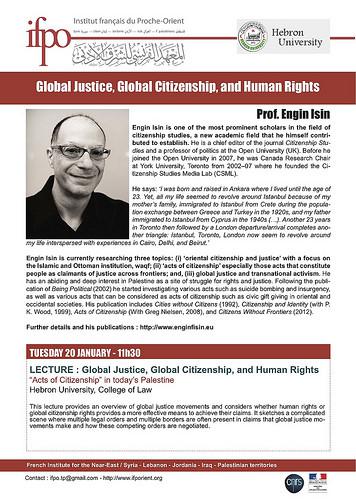 ifpo
Institut français du Proche-Orient
المعهد الفرنسي للشرق الأدنى
Hebron
University
Global Justice, Global Citizenship, and Human Rights
Prof. Engin Isin
Engin Isin is one of the most prominent scholars in the field of
citizenship studies, a new academic field that he himself contri-
buted to establish. He is a chief editor of the journal Citizenship Stu-
dies and a professor of politics at the Open University (UK). Before he
joined the Open University in 2007, he was Canada Research Chair
at York University, Toronto from 2002–07 where he founded the Ci-
tizenship Studies Media Lab (CSML).
He says: 'I was born and raised in Ankara where I lived until the age of
23. Yet, all my life seemed to revolve around Istanbul because of my
mother's family, immigrated to Istanbul from Crete during the popula-
tion exchange between Greece and Turkey in the 1920s, and my father
immigrated to Istanbul from Cyprus in the 1940s (...). Another 23 years
in Toronto then followed by a London departure/arrival completes ano-
ther triangle: Istanbul, Toronto, London now seem to revolve around
my life interspersed with experiences in Cairo, Delhi, and Beirut.'
Engin Isin is currently researching three topics: (i) 'oriental citizenship and justice' with a focus on
the Islamic and Ottoman institution, waqf; (ii) 'acts of citizenship' especially those acts that constitute
people as claimants of justice across frontiers; and, (iii) global justice and transnational activism. He
has an abiding and deep interest in Palestine as a site of struggle for rights and justice. Following the publi-
cation of Being Political (2002) he started investigating various acts such as suicide bombing and insurgency,
as well as various acts that can be considered as acts of citizenship such as civic gift giving in oriental and
occidental societies. His publication includes Cities without Citizens (1992), Citizenship and Identity (with P.
K. Wood, 1999), Acts of Citizenship (With Greg Nielsen, 2008), and Citizens Without Frontiers (2012).
Further details and his publications : http://www.enginfisin.eu
TUESDAY 20 JANUARY - 11h30
LECTURE : Global Justice, Global Citizenship, and Human Rights
"Acts of Citizenship" in today's Palestine
Hebron University, College of Law
This lecture provides an overview of global justice movements and considers whether human rights or
global citizenship rights provides a more effective means to achieve their claims. It sketches a complicated
scene where multiple legal orders and multiple borders are often present in claims that global justice mo-
vements make and how these competing orders are negotiated.
French Institute for the Near-East / Syria - Lebanon - Jordania - Iraq - Palestinian territories
Contact : ifpo.tp@gmail.com - http://www.ifporient.org
cnrs